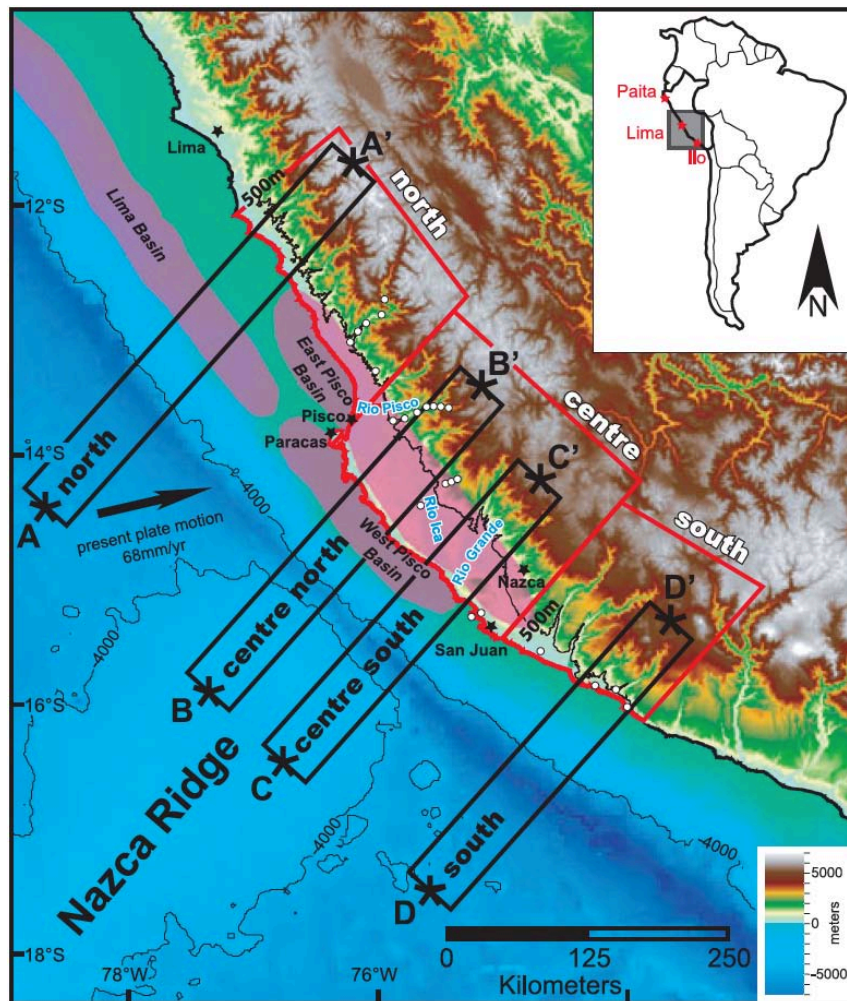 Paita
Lima
Ilo
N
Lima
12°S
14°S
16°S
18°S
78°W
76°W
A'
500m
north
Lima Basin
East Pisco
Basin
Pisco
Paracas
Rio Pisco
B'
centre
C'
south
A
north
present plate motion
68mm/yr
4000
West Pisco
Basin
Rio Ica
Rio Grande
Nazca
500m
San Juan
D'
4000
B
centre north
C
centre south
Nazca Ridge
4000
4000
D
south
0
125
250
Kilometers
5000
0
-5000
meters